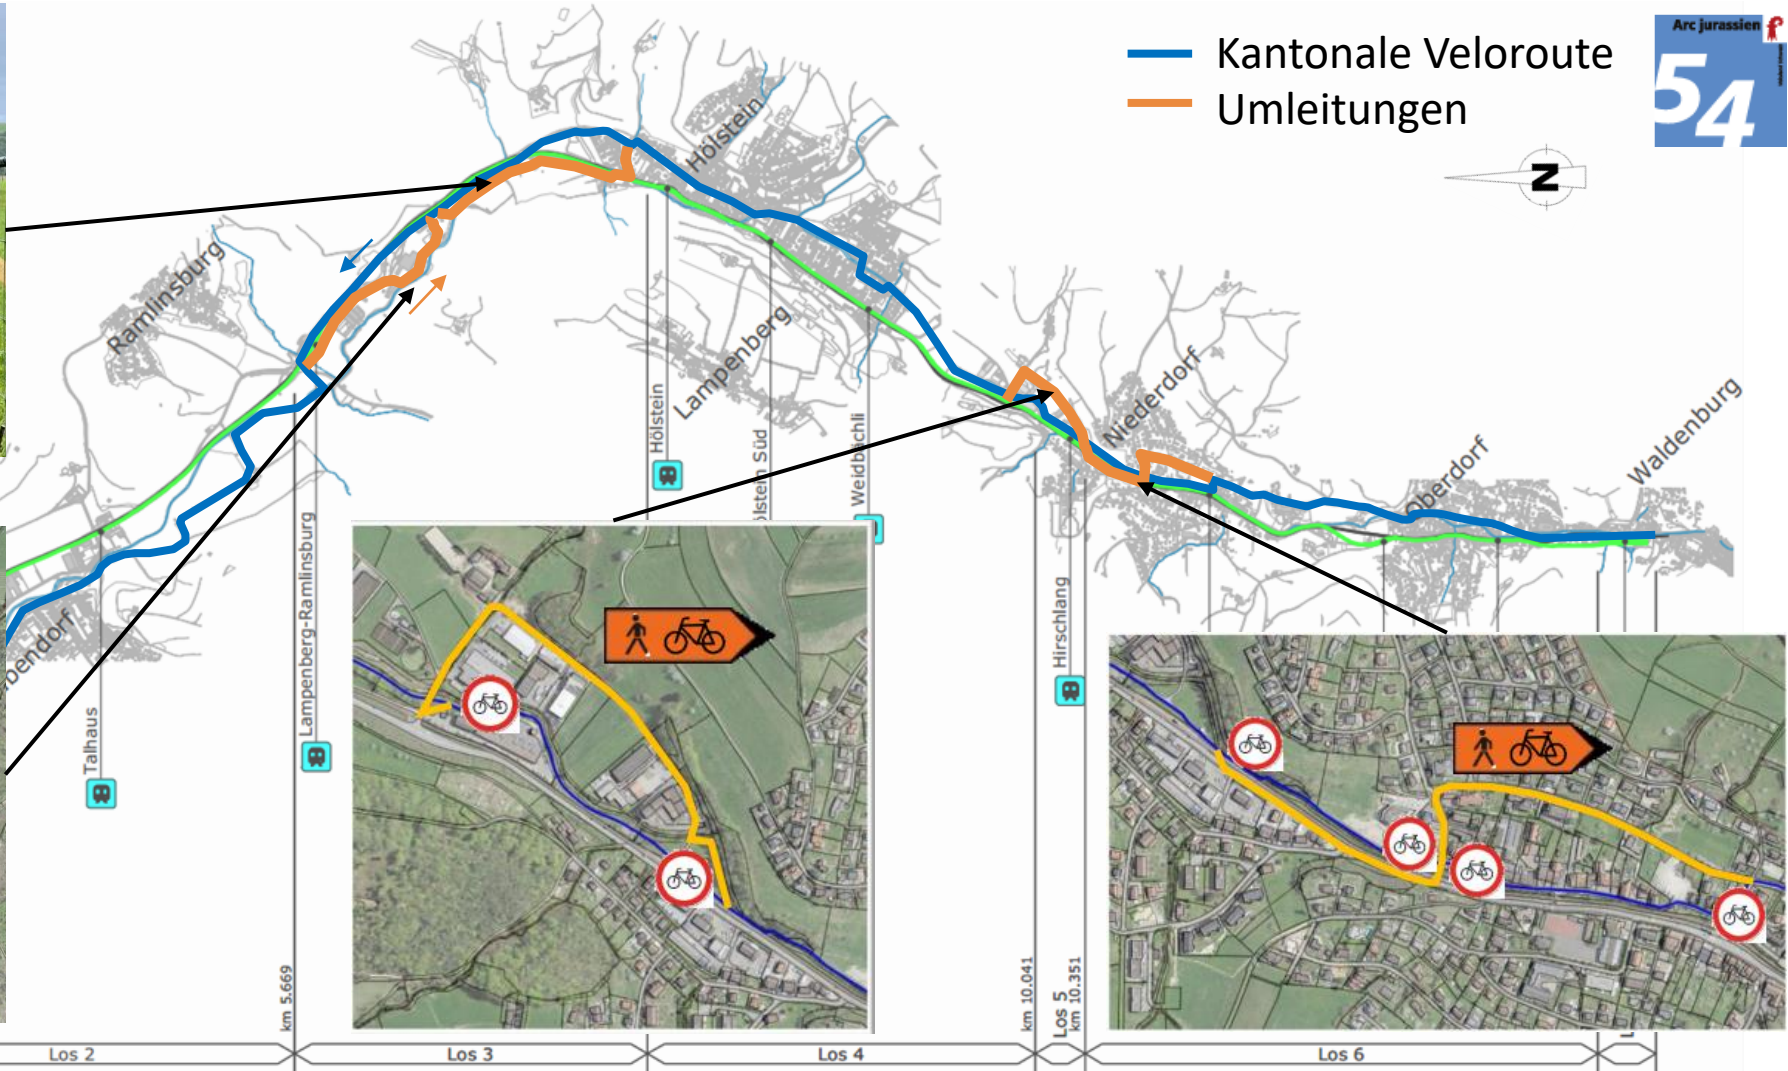 Kantonale Veloroute
Umleitungen
Arc jurassien
54
N
Hölstein
Ramlinsburg
Lampenberg
Niederdorf
Oberdorf
Waldenburg
bendorf
Talhaus
Lampenberg-Ramlinsburg
Hölstein
ölstein Süd
Weidbächli
Hirschlang
km 5.669
km 10.041
Los 5
km 10.351
Los 2
Los 3
Los 4
Los 6